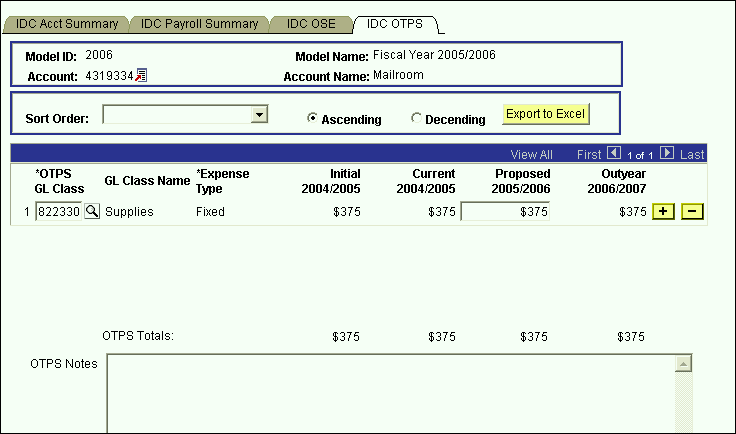 IDC Acct Summary IDC Payroll Summary IDC OSE IDC OTPS
Model ID: 2006 Model Name: Fiscal Year 2005/2006
Account: 4319334 Account Name: Mailroom
Sort Order: Ascending Decending Export to Excel
View All First 1 of 1 Last
*OTPS GL Class Name *Expense Initial Current Proposed Outyear
GL Class Type 2004/2005 2004/2005 2005/2006 2006/2007
1 822330 Supplies Fixed $375 $375 $375 $375 + −
OTPS Totals: $375 $375 $375 $375
OTPS Notes